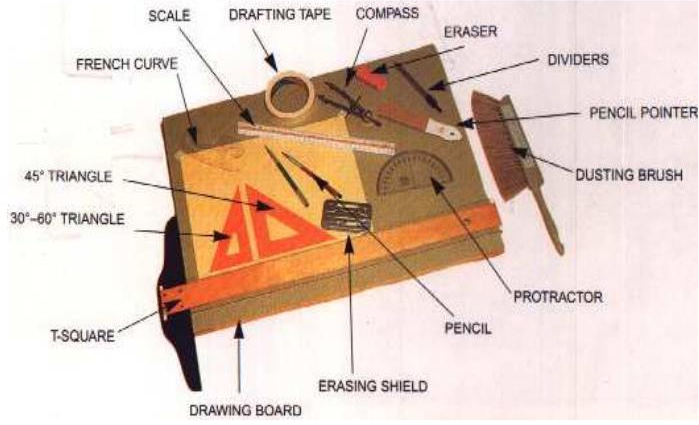 SCALE
DRAFTING TAPE
COMPASS
ERASER
FRENCH CURVE
DIVIDERS
PENCIL POINTER
45° TRIANGLE
DUSTING BRUSH
30°–60° TRIANGLE
PROTRACTOR
T-SQUARE
PENCIL
ERASING SHIELD
DRAWING BOARD